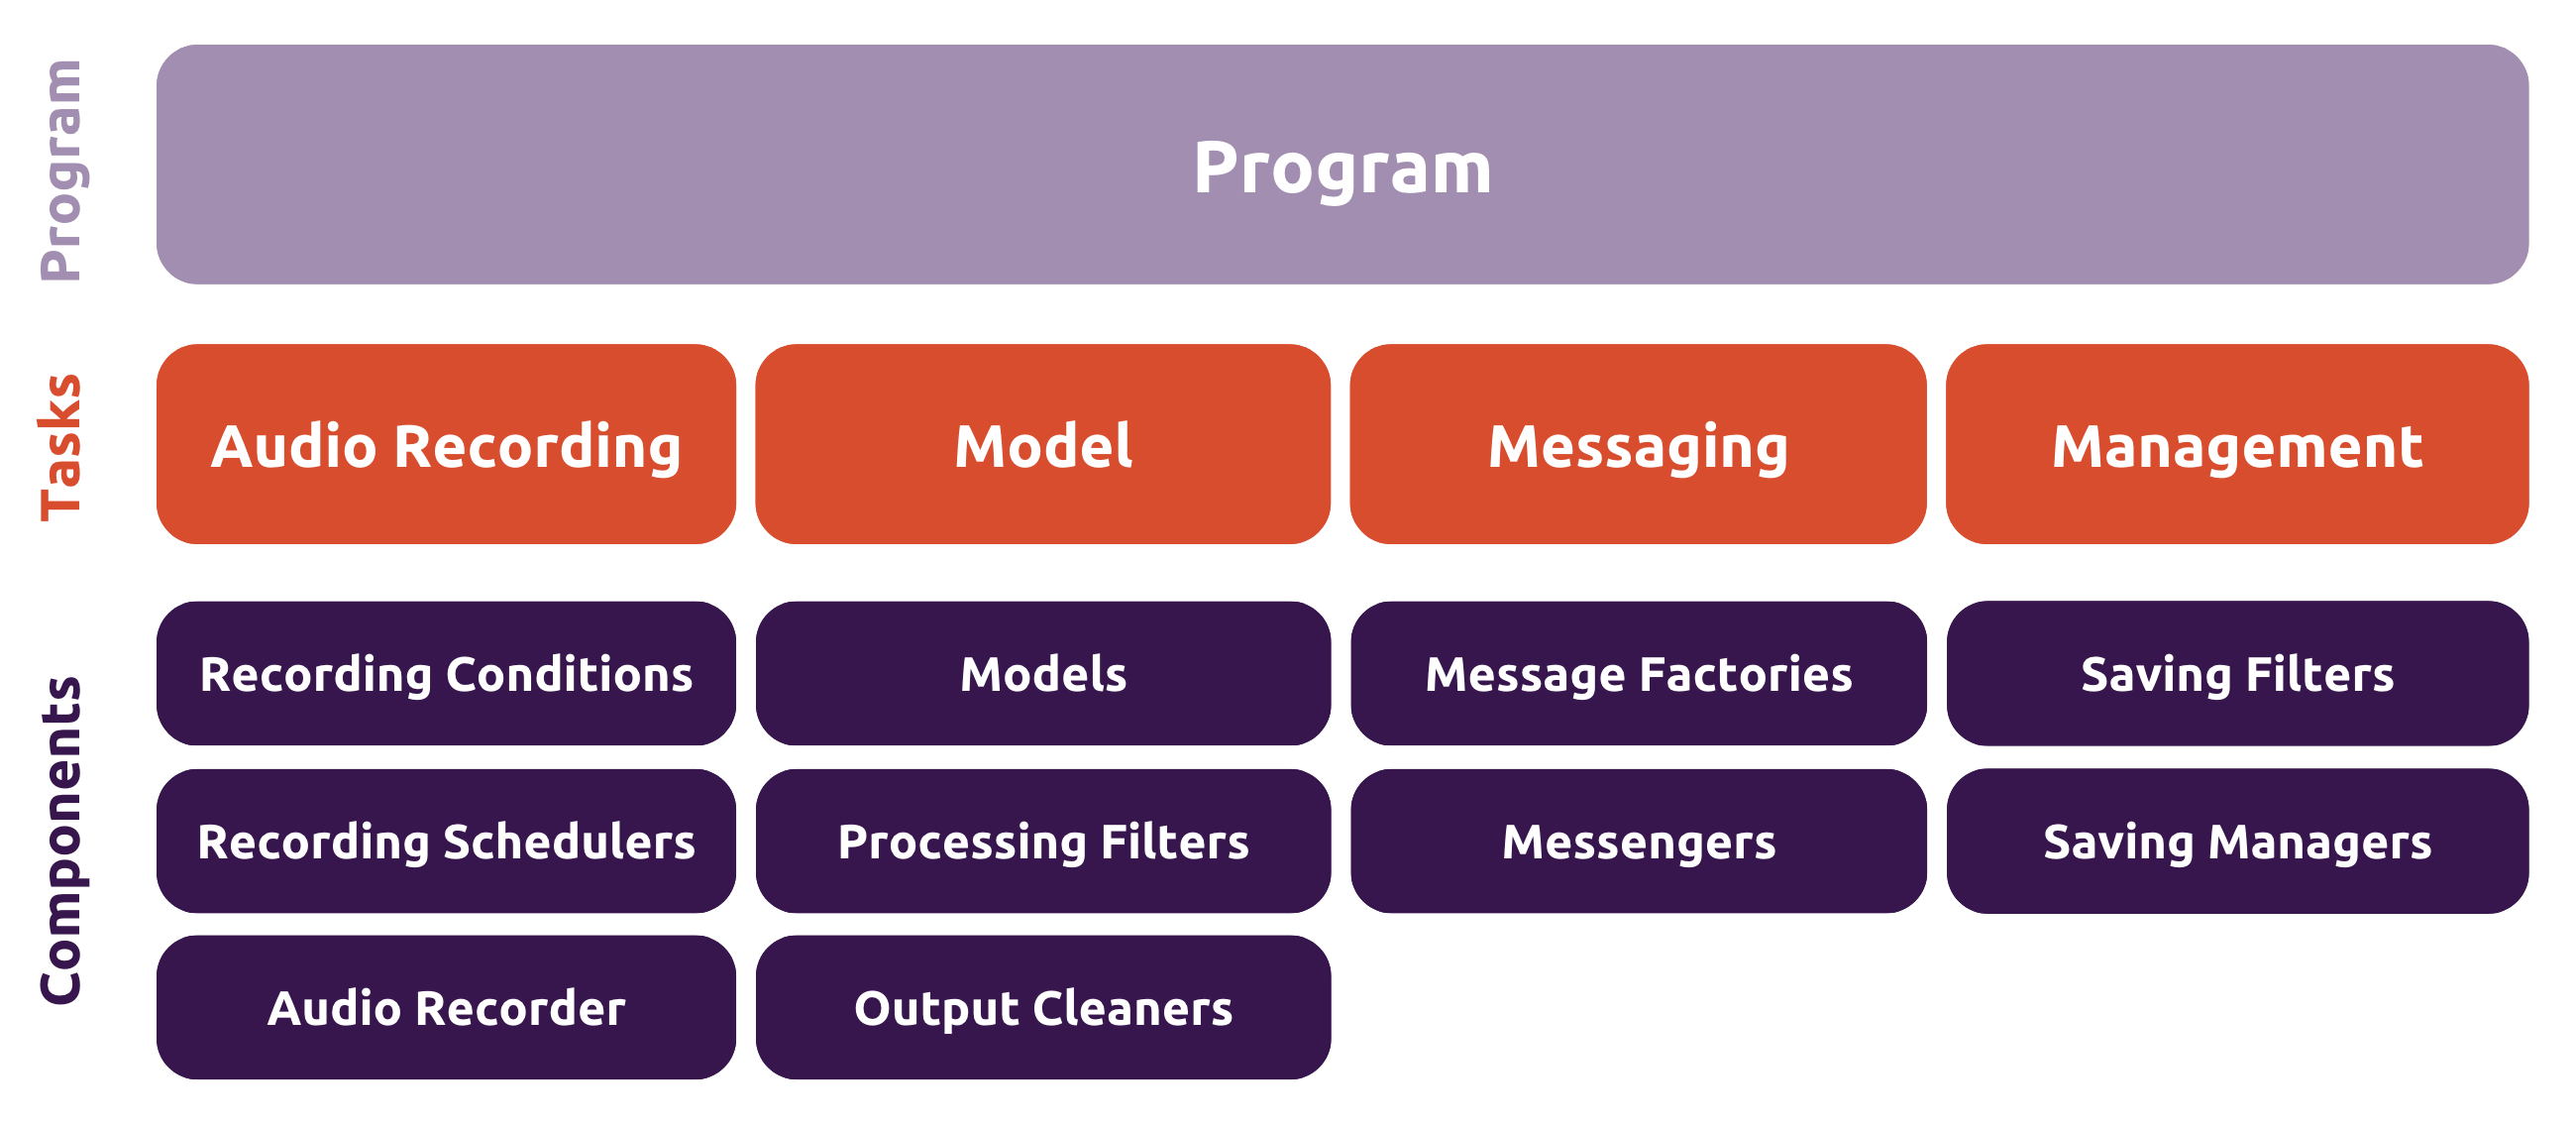 Program
Program
Tasks
Audio Recording
Model
Messaging
Management
Components
Recording Conditions
Models
Message Factories
Saving Filters
Recording Schedulers
Processing Filters
Messengers
Saving Managers
Audio Recorder
Output Cleaners